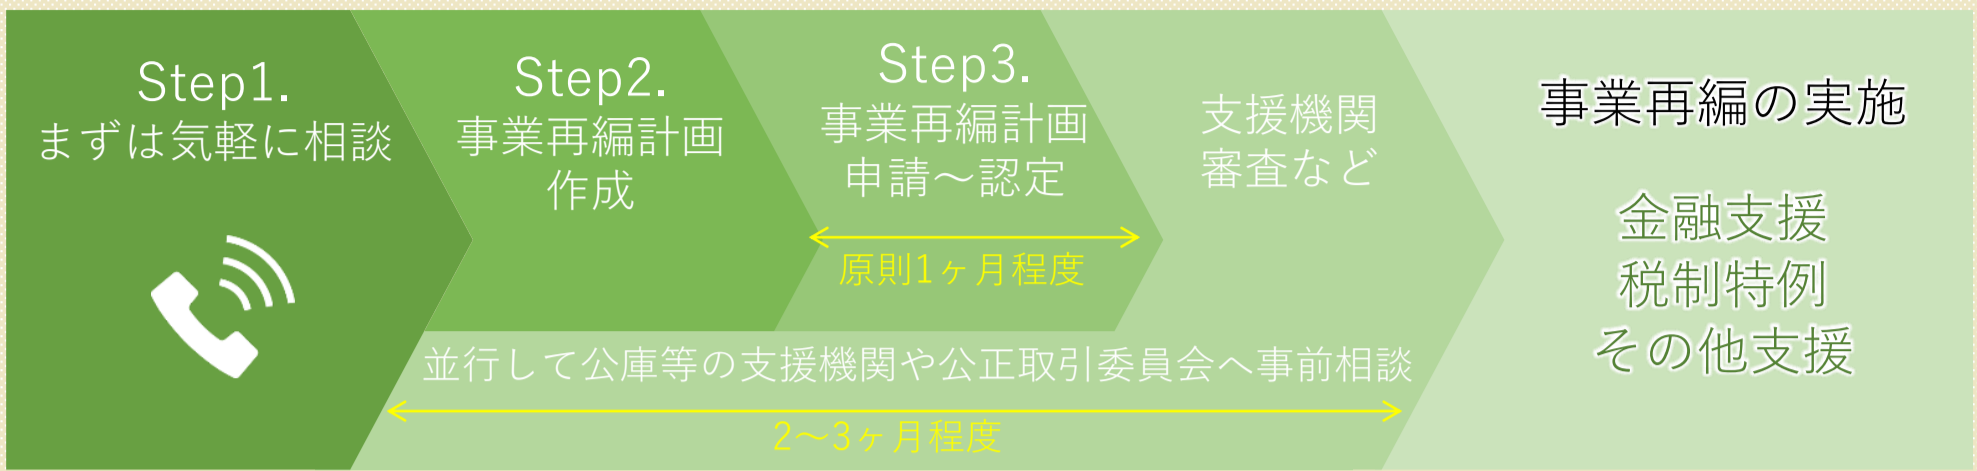 Step1.
まずは気軽に相談
Step2.
事業再編計画
作成
Step3.
事業再編計画
申請～認定
原則1ヶ月程度
支援機関
審査など
並行して公庫等の支援機関や公正取引委員会へ事前相談
2～3ヶ月程度
事業再編の実施
金融支援
税制特例
その他支援